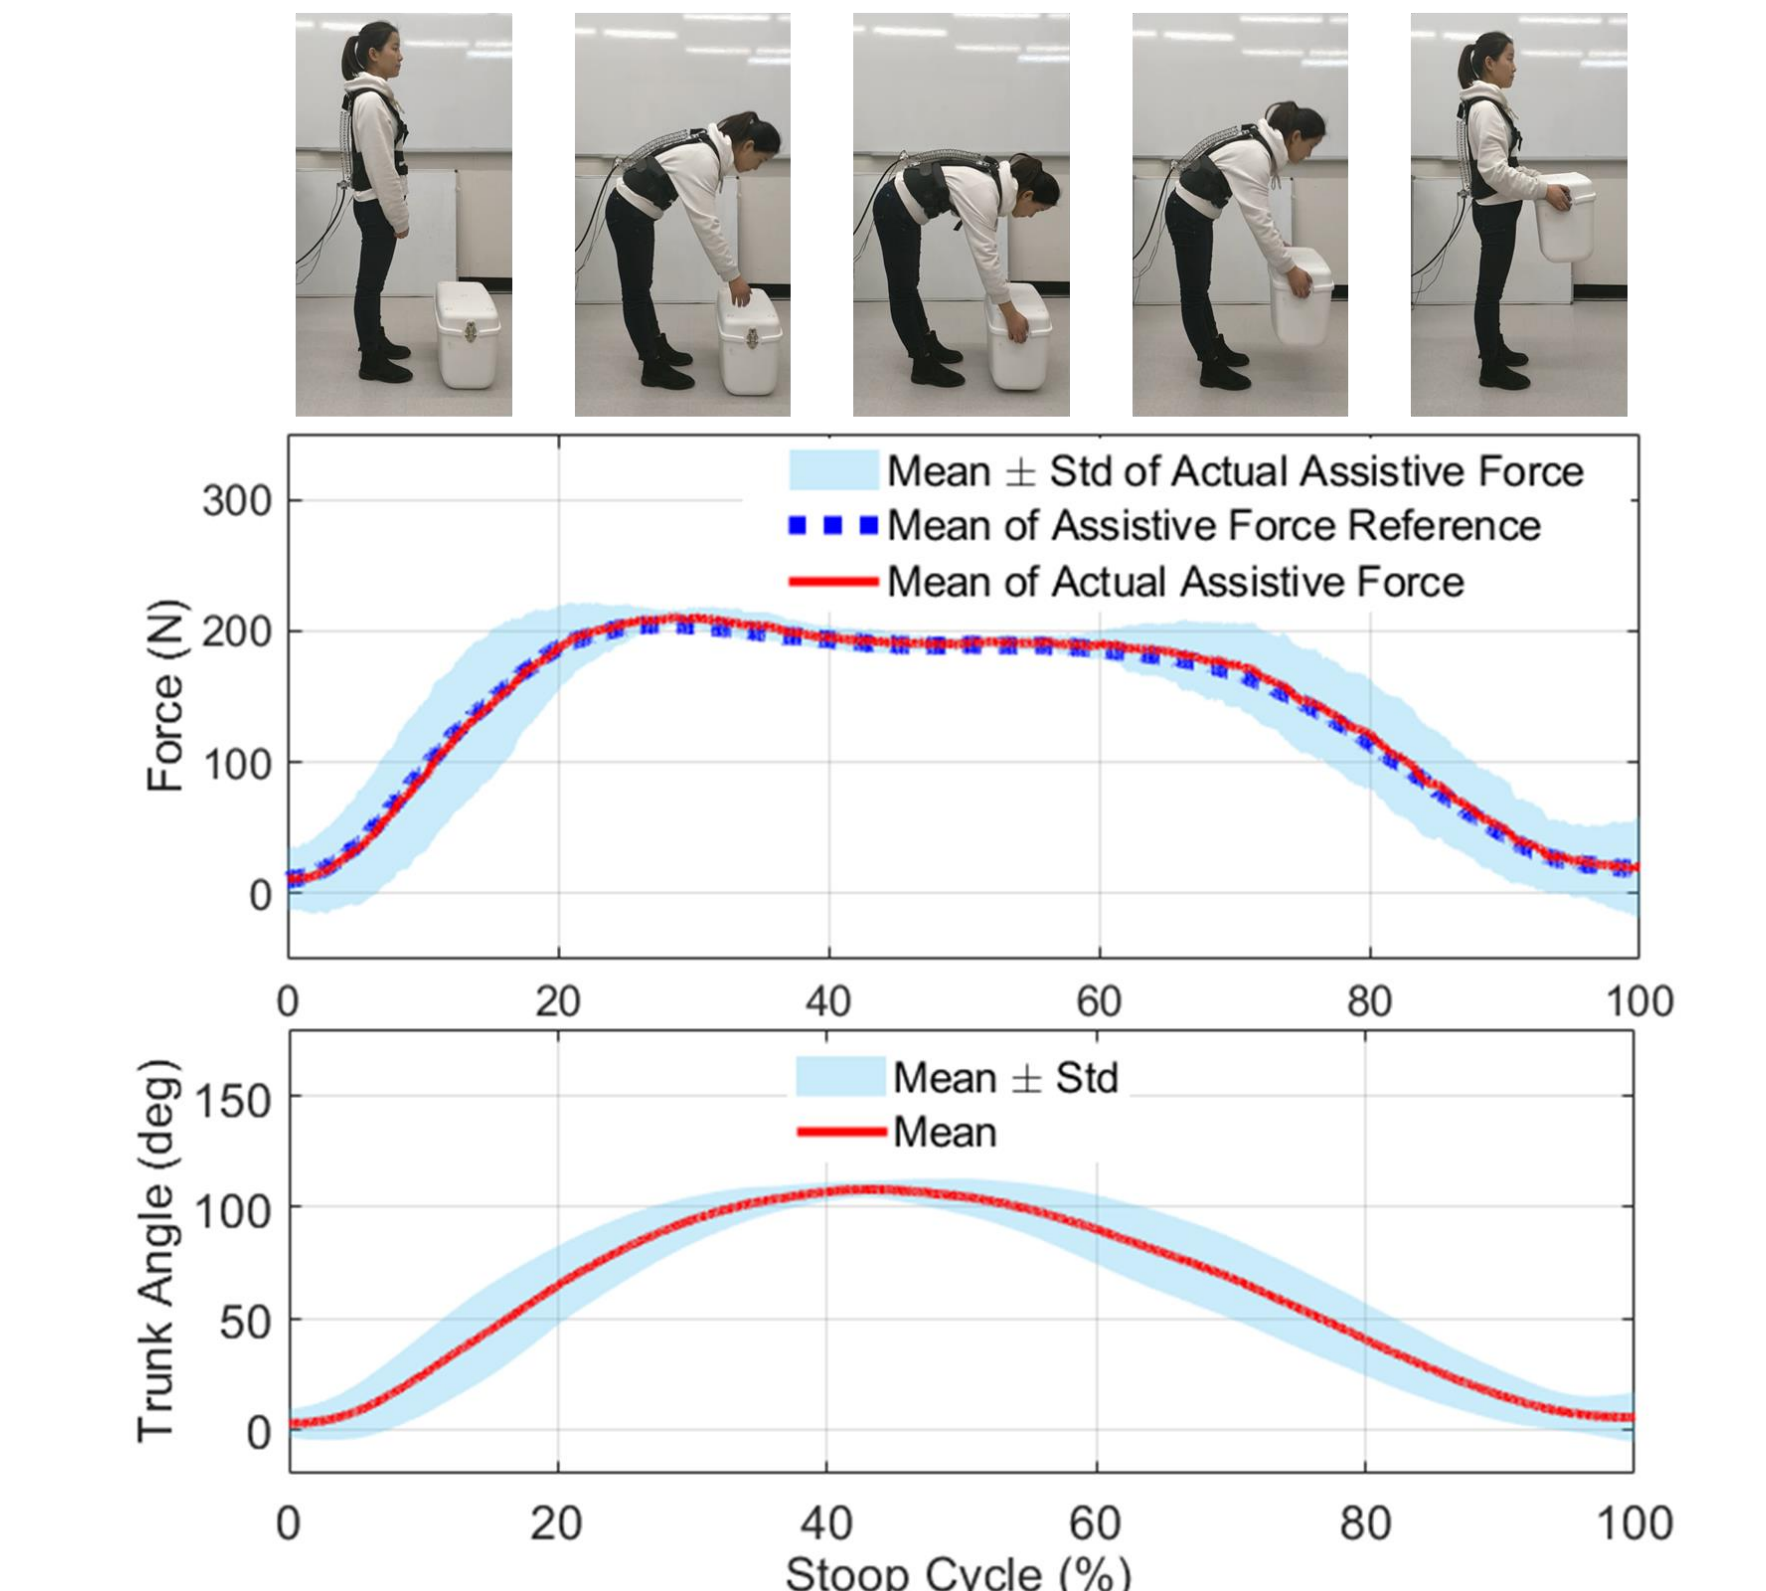 Mean ± Std of Actual Assistive Force
Mean of Assistive Force Reference
Mean of Actual Assistive Force
Force (N)
300
200
100
0
0 20 40 60 80 100
Mean ± Std
Mean
Trunk Angle (deg)
150
100
50
0
0 20 40 60 80 100
Stoop Cycle (%)